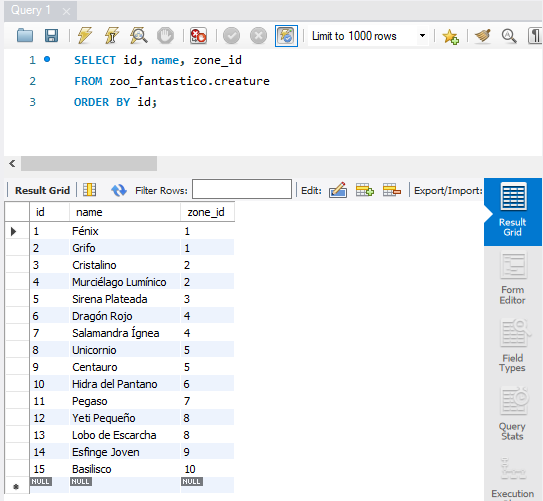 Query 1
Limit to 1000 rows
1 SELECT id, name, zone_id
2 FROM zoo_fantastico.creature
3 ORDER BY id;
Result Grid Filter Rows: Edit: Export/Import:
id name zone_id
1 Fénix 1
2 Grifo 1
3 Cristalino 2
4 Murciélago Lumínico 2
5 Sirena Plateada 3
6 Dragón Rojo 4
7 Salamandra Ígnea 4
8 Unicornio 5
9 Centauro 5
10 Hidra del Pantano 6
11 Pegaso 7
12 Yeti Pequeño 8
13 Lobo de Escarcha 8
14 Esfinge Joven 9
15 Basilisco 10
NULL NULL NULL
Result
Grid
Form
Editor
Field
Types
Query
Stats
Execution